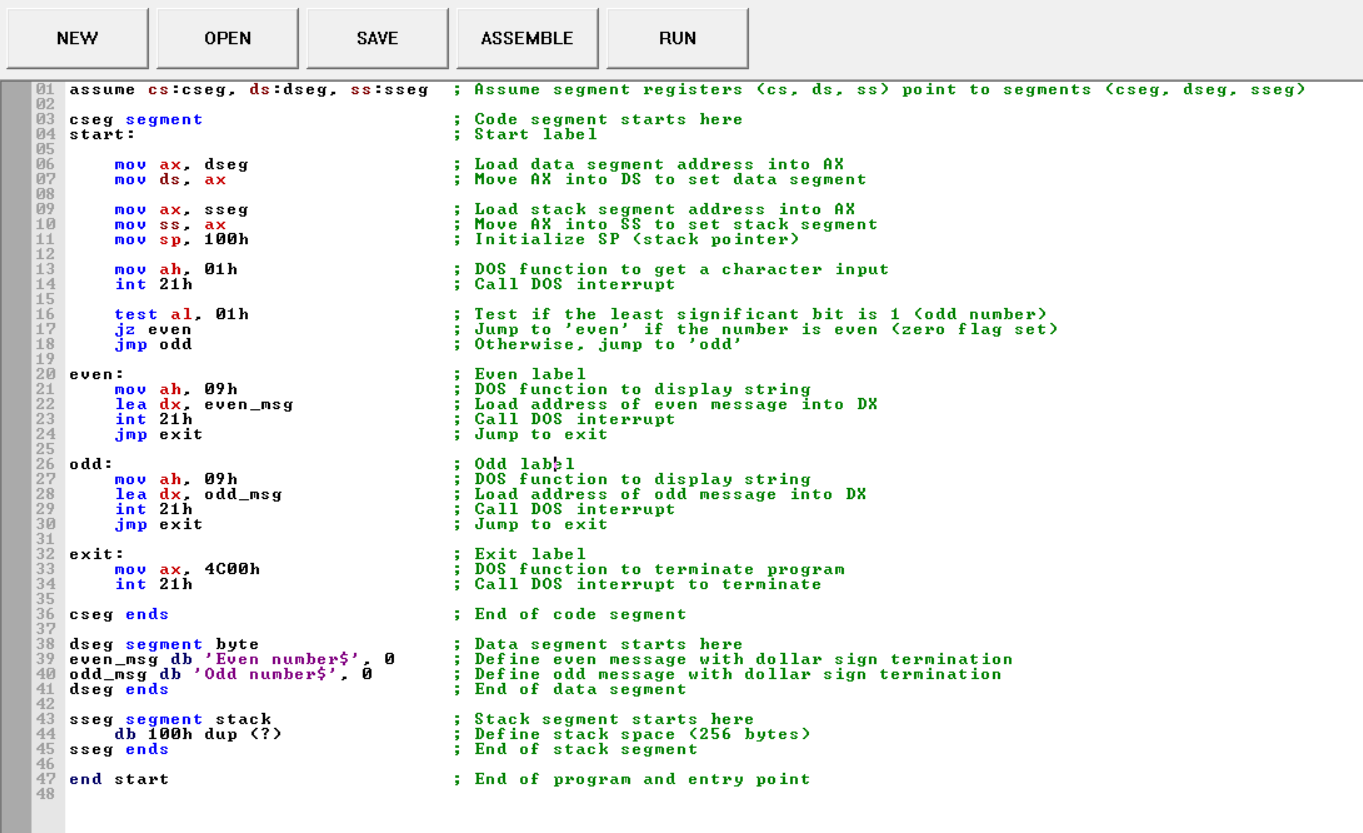 NEW OPEN SAVE ASSEMBLE RUN
01 assume cs:cseg, ds:dseg, ss:sseg ; Assume segment registers (cs, ds, ss) point to segments (cseg, dseg, sseg)
02
03 cseg segment ; Code segment starts here
04 start: ; Start label
05
06 mov ax, dseg ; Load data segment address into AX
07 mov ds, ax ; Move AX into DS to set data segment
08
09 mov ax, sseg ; Load stack segment address into AX
10 mov ss, ax ; Move AX into SS to set stack segment
11 mov sp, 100h ; Initialize SP (stack pointer)
12
13 mov ah, 01h ; DOS function to get a character input
14 int 21h ; Call DOS interrupt
15
16 test al, 01h ; Test if the least significant bit is 1 (odd number)
17 jz even ; Jump to 'even' if the number is even (zero flag set)
18 jmp odd ; Otherwise, jump to 'odd'
19
20 even: ; Even label
21 mov ah, 09h ; DOS function to display string
22 lea dx, even_msg ; Load address of even message into DX
23 int 21h ; Call DOS interrupt
24 jmp exit ; Jump to exit
25
26 odd: ; Odd label
27 mov ah, 09h ; DOS function to display string
28 lea dx, odd_msg ; Load address of odd message into DX
29 int 21h ; Call DOS interrupt
30 jmp exit ; Jump to exit
31
32 exit: ; Exit label
33 mov ax, 4C00h ; DOS function to terminate program
34 int 21h ; Call DOS interrupt to terminate
35
36 cseg ends ; End of code segment
37
38 dseg segment byte ; Data segment starts here
39 even_msg db 'Even number$', 0 ; Define even message with dollar sign termination
40 odd_msg db 'Odd number$', 0 ; Define odd message with dollar sign termination
41 dseg ends ; End of data segment
42
43 sseg segment stack ; Stack segment starts here
44 db 100h dup (?) ; Define stack space (256 bytes)
45 sseg ends ; End of stack segment
46
47 end start ; End of program and entry point
48